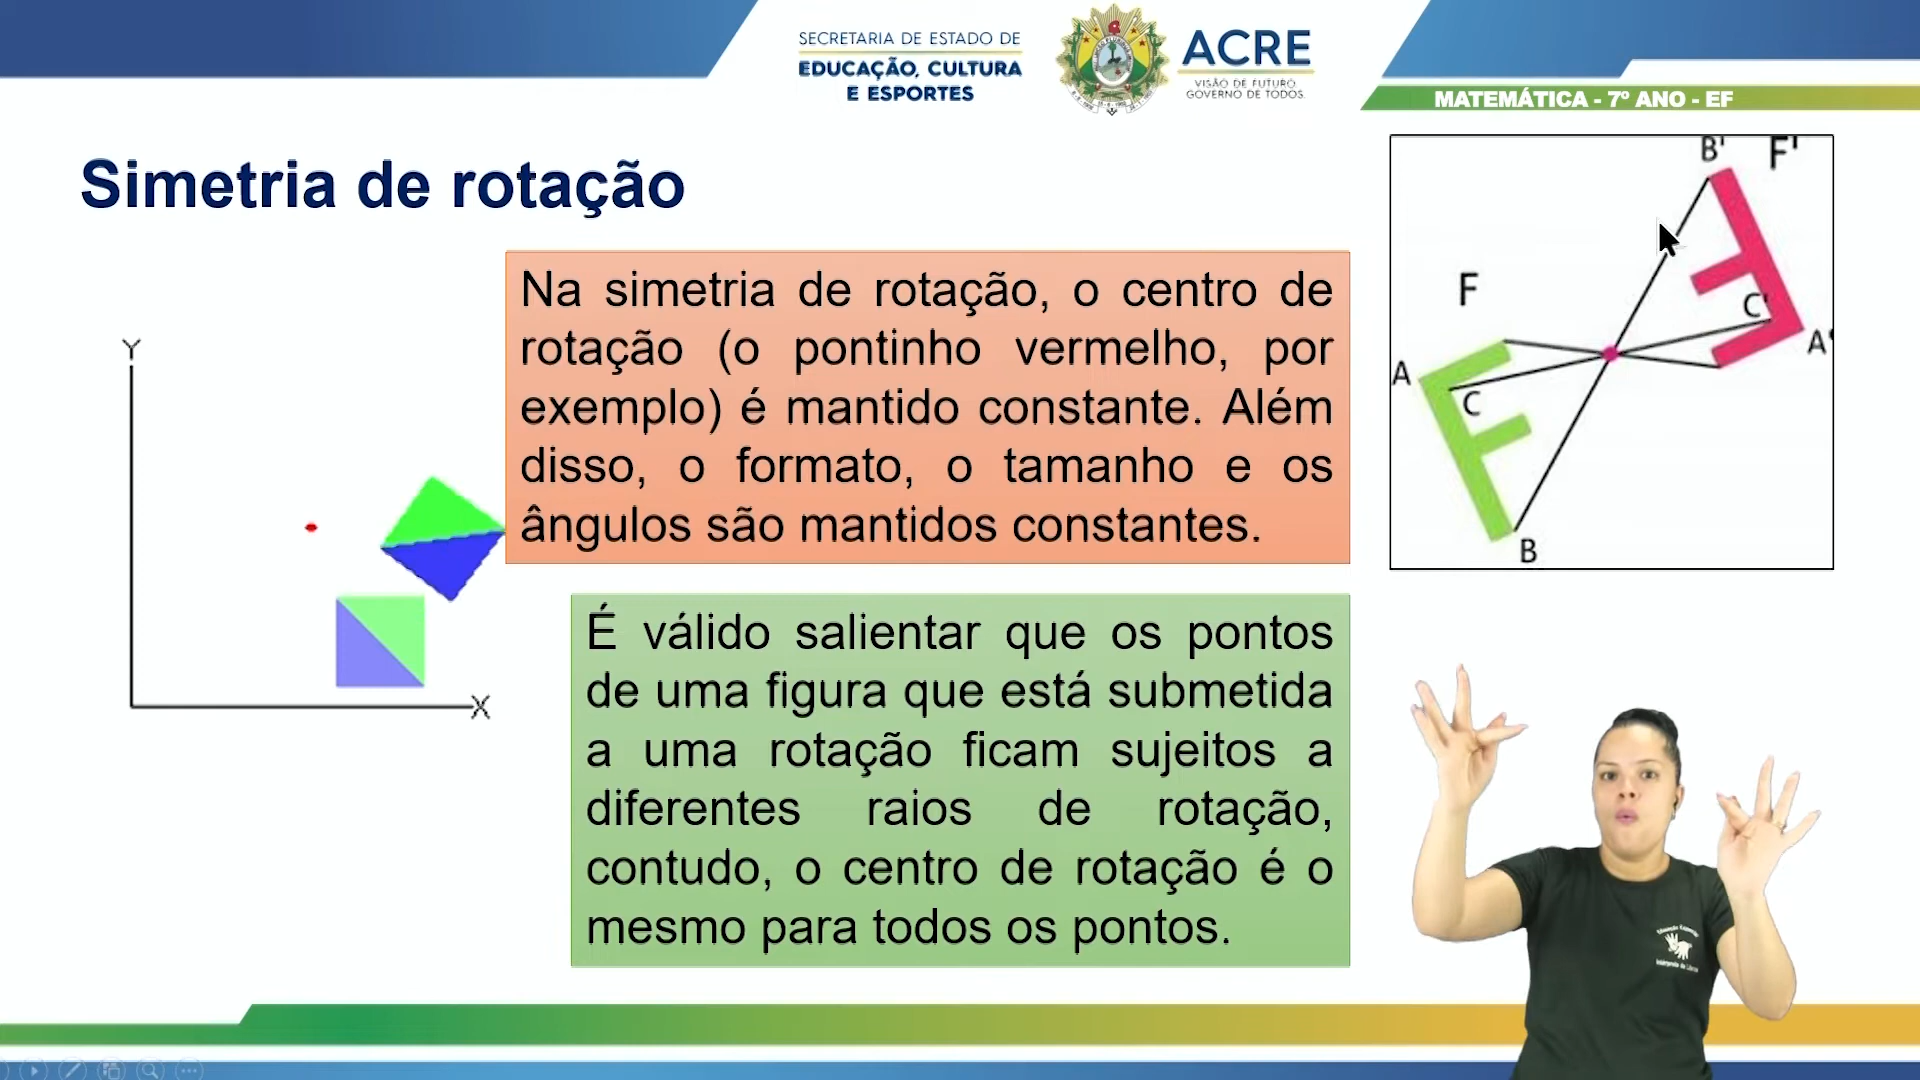 SECRETARIA DE ESTADO DE
EDUCAÇÃO, CULTURA
E ESPORTES
ACRE
VISÃO DE FUTURO.
GOVERNO DE TODOS.
MATEMÁTICA - 7º ANO - EF
Simetria de rotação
Na simetria de rotação, o centro de
rotação (o pontinho vermelho, por
exemplo) é mantido constante. Além
disso, o formato, o tamanho e os
ângulos são mantidos constantes.
É válido salientar que os pontos
de uma figura que está submetida
a uma rotação ficam sujeitos a
diferentes raios de rotação,
contudo, o centro de rotação é o
mesmo para todos os pontos.
Y
X
B'
F'
F
C'
A'
A
C
B